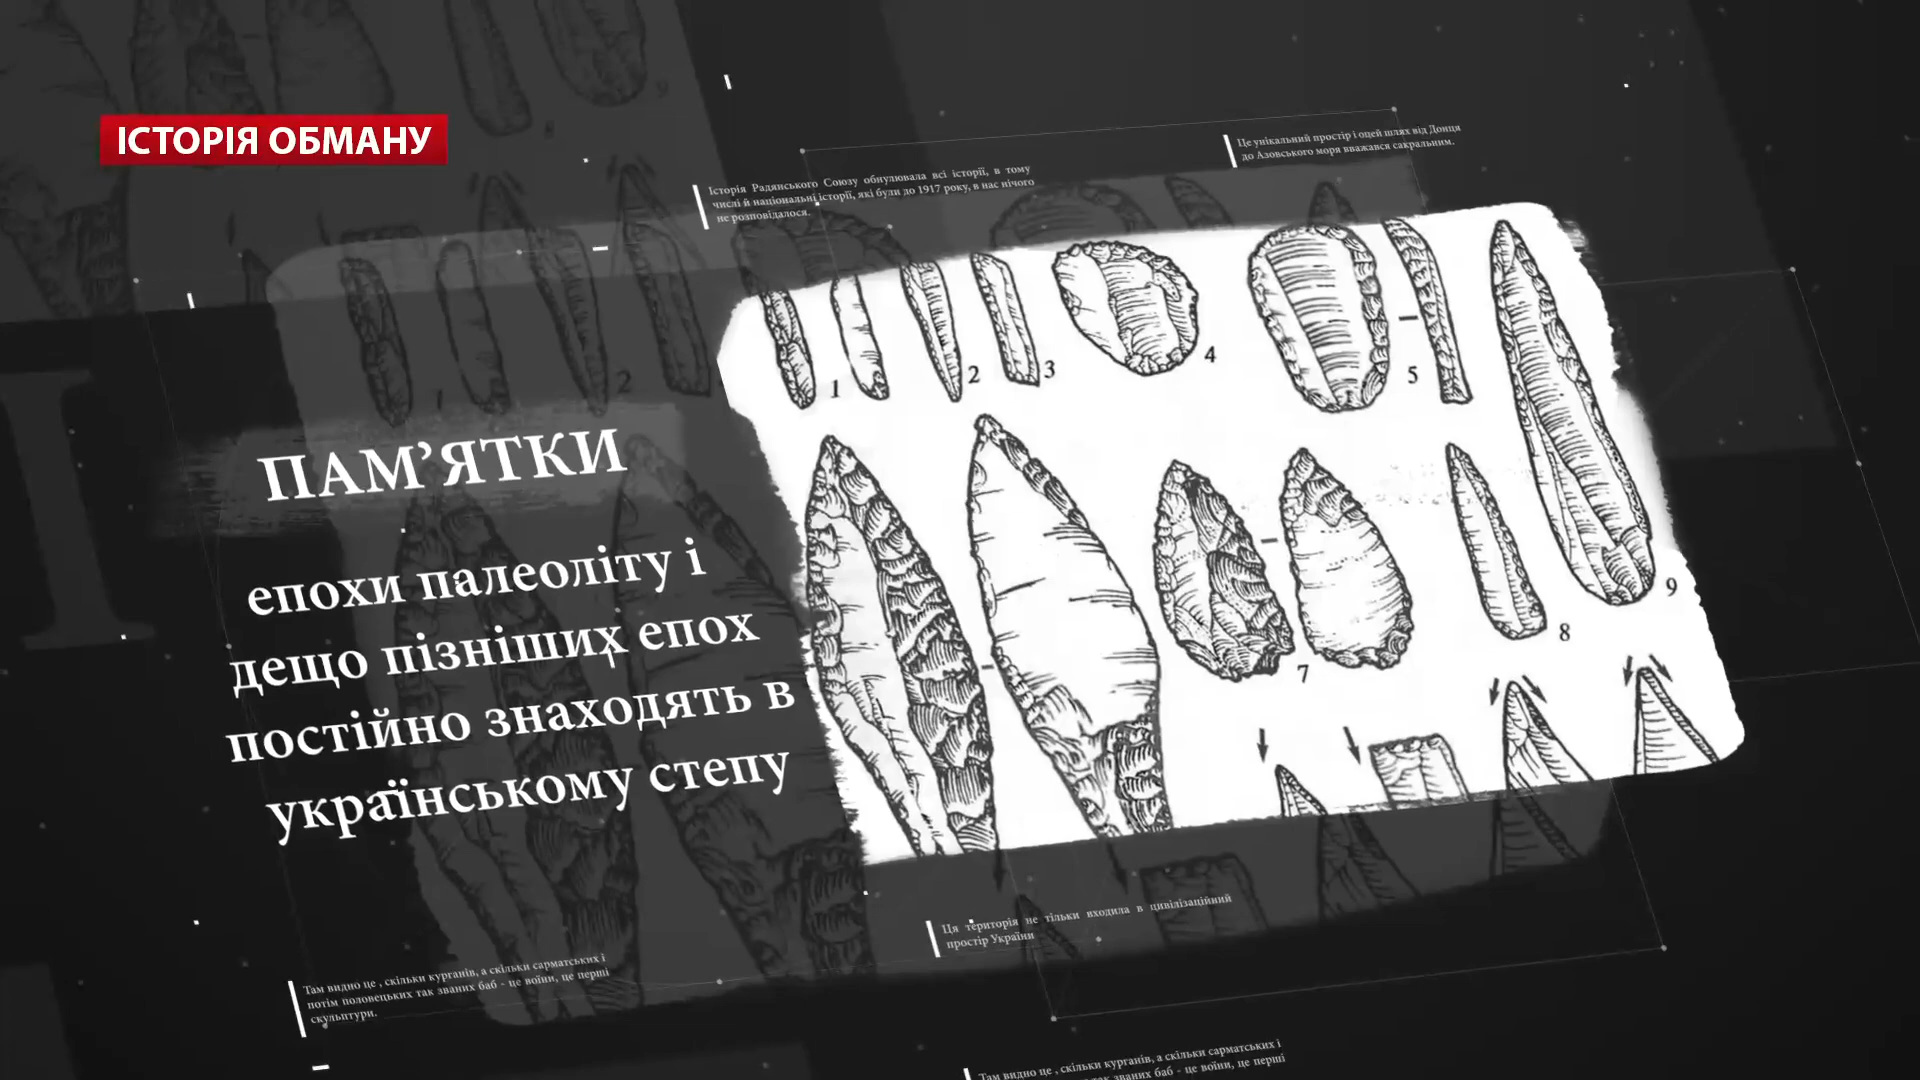 ІСТОРІЯ ОБМАНУ
Це унікальний простір і оцей шлях від Донця
до Азовського моря вважався сакральним.
Історія Радянського Союзу обнулювала всі історії, в тому
числі й національні історії, які були до 1917 року, в нас нічого
не розповідалося.
1
2
3
4
5
1
2
ПАМ’ЯТКИ
епохи палеоліту і
дещо пізніших епох
постійно знаходять в
українському степу
7
8
9
Ця територія не тільки входила в цивілізаційний
простір України
Там видно це , скільки курганів, а скільки сарматських і
потім половецьких так званих баб - це воїни, це перші
скульптури.
Там видно це , скільки курганів, а скільки сарматських і
так званих баб - це воїни, це перші